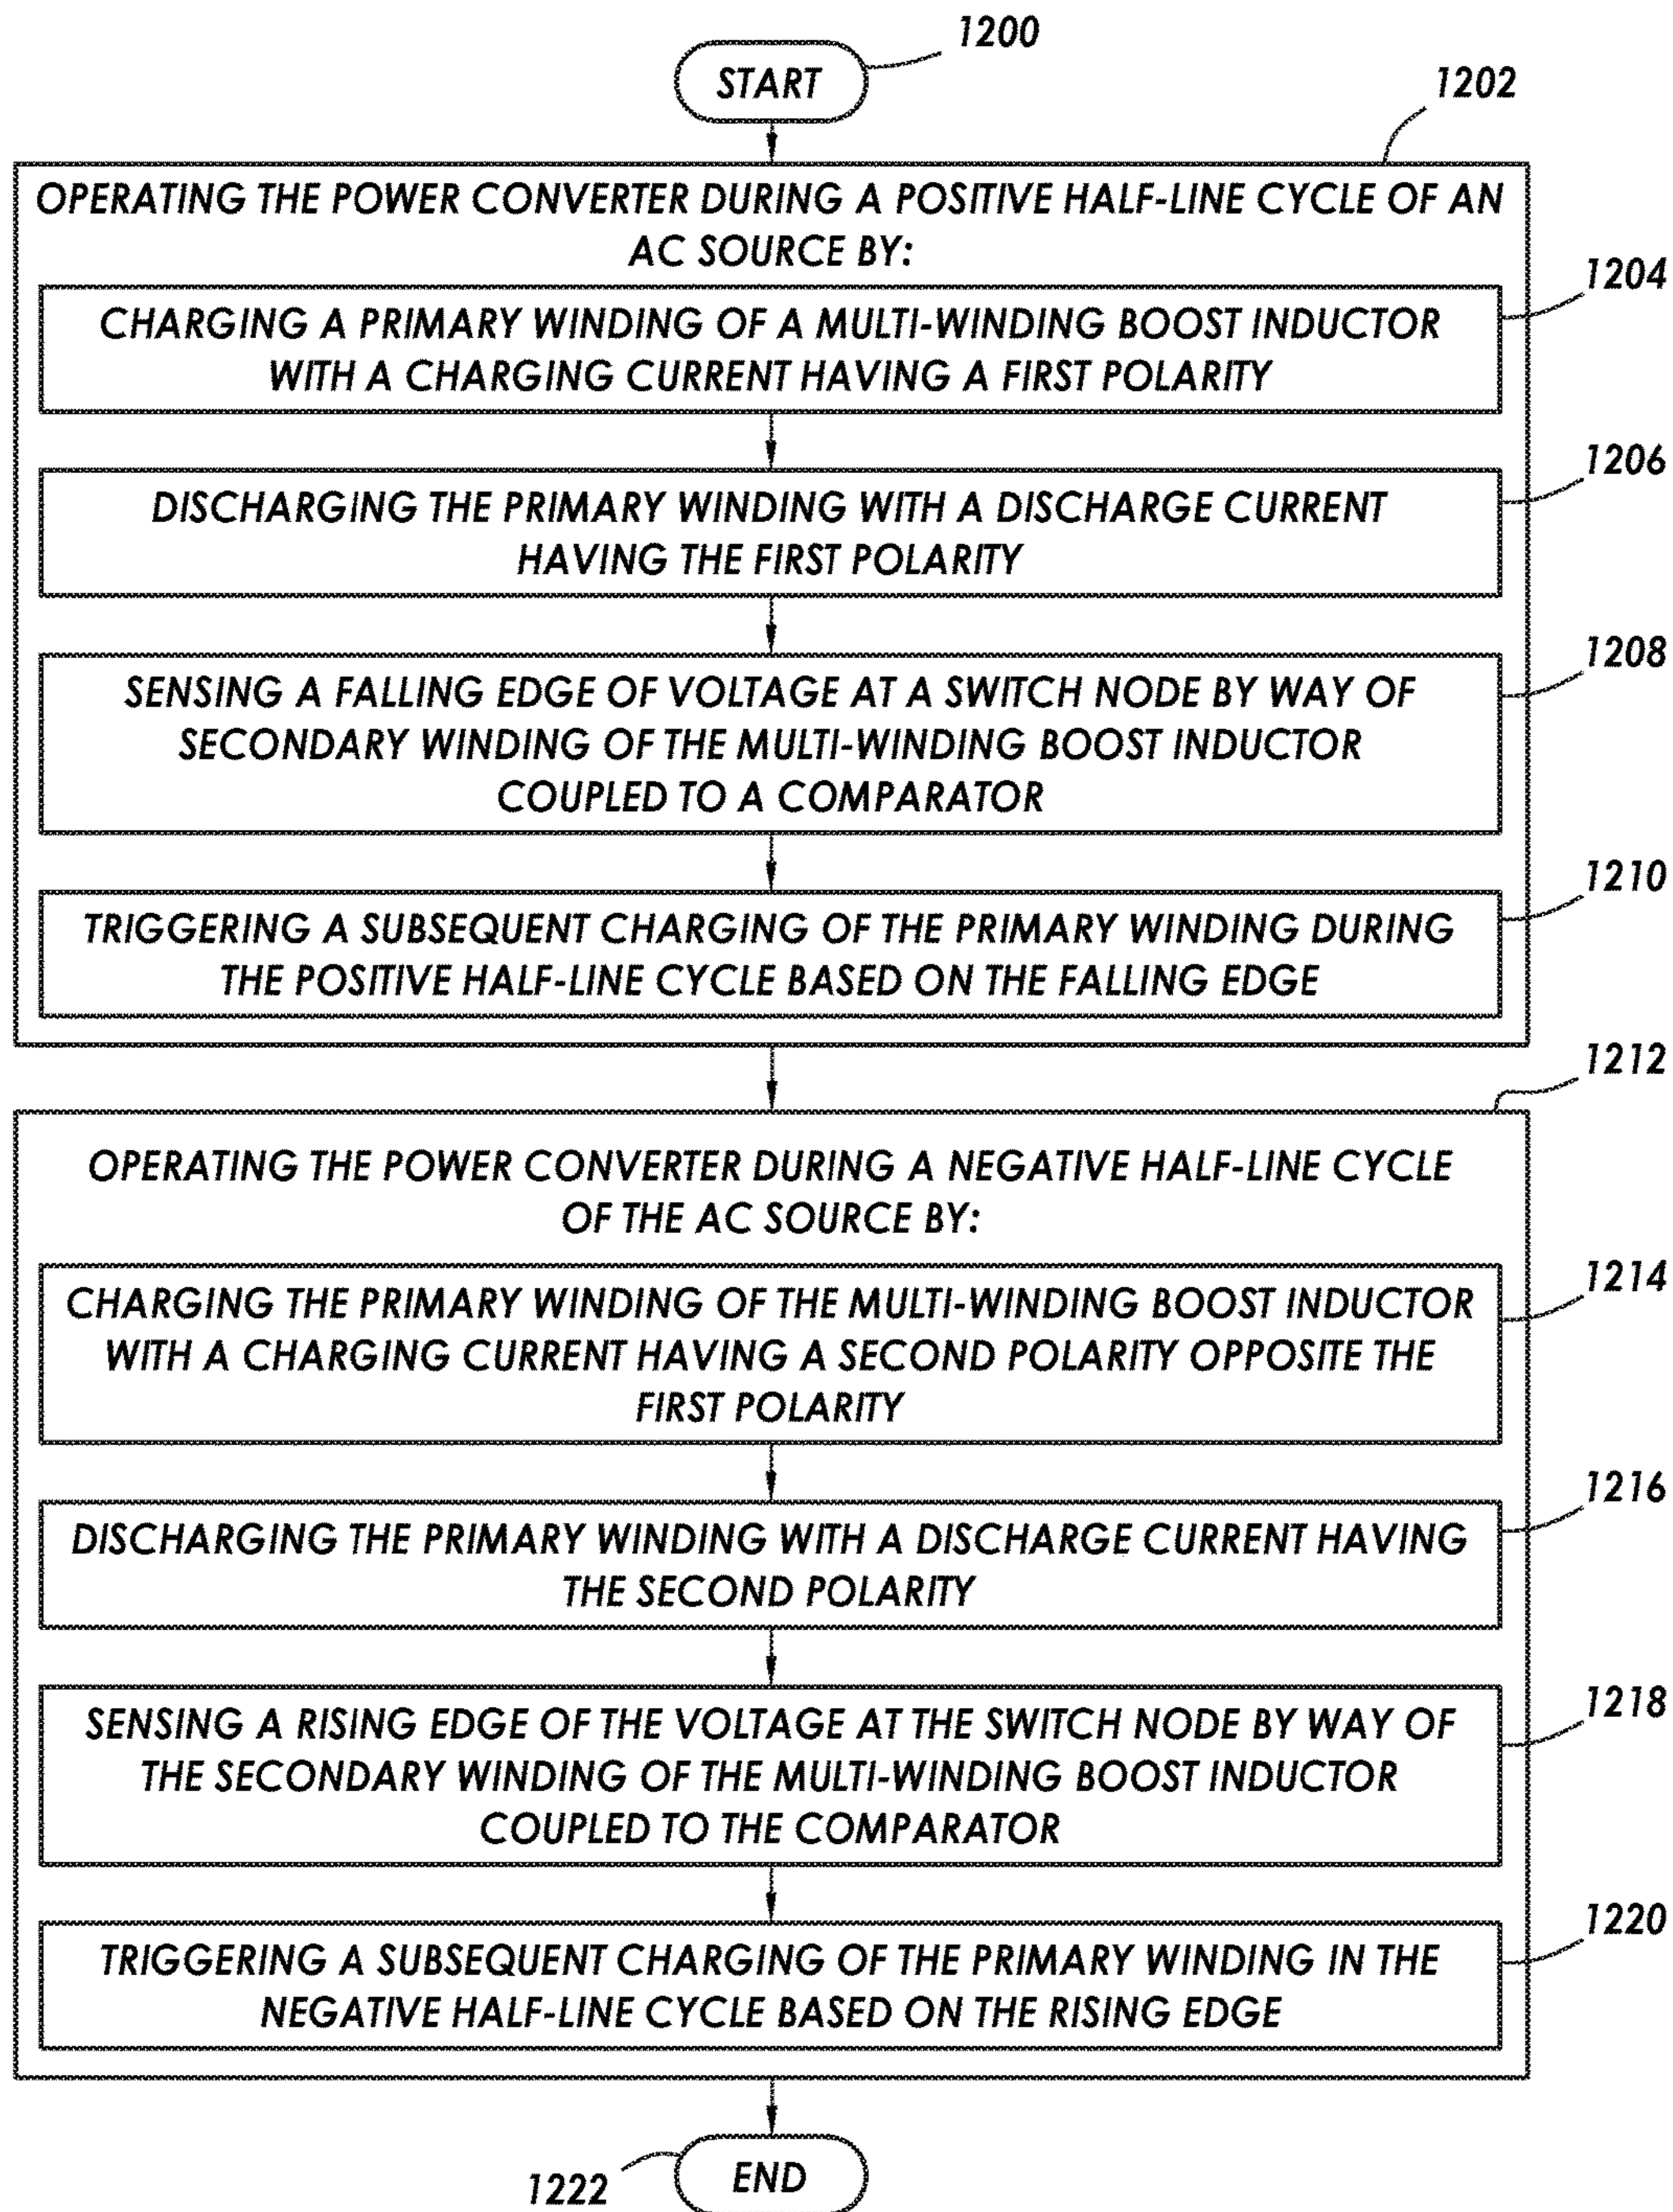 1200
START
1202
OPERATING THE POWER CONVERTER DURING A POSITIVE HALF-LINE CYCLE OF AN
AC SOURCE BY:
1204
CHARGING A PRIMARY WINDING OF A MULTI-WINDING BOOST INDUCTOR
WITH A CHARGING CURRENT HAVING A FIRST POLARITY
1206
DISCHARGING THE PRIMARY WINDING WITH A DISCHARGE CURRENT
HAVING THE FIRST POLARITY
1208
SENSING A FALLING EDGE OF VOLTAGE AT A SWITCH NODE BY WAY OF
SECONDARY WINDING OF THE MULTI-WINDING BOOST INDUCTOR
COUPLED TO A COMPARATOR
1210
TRIGGERING A SUBSEQUENT CHARGING OF THE PRIMARY WINDING DURING
THE POSITIVE HALF-LINE CYCLE BASED ON THE FALLING EDGE
1212
OPERATING THE POWER CONVERTER DURING A NEGATIVE HALF-LINE CYCLE
OF THE AC SOURCE BY:
1214
CHARGING THE PRIMARY WINDING OF THE MULTI-WINDING BOOST INDUCTOR
WITH A CHARGING CURRENT HAVING A SECOND POLARITY OPPOSITE THE
FIRST POLARITY
1216
DISCHARGING THE PRIMARY WINDING WITH A DISCHARGE CURRENT HAVING
THE SECOND POLARITY
1218
SENSING A RISING EDGE OF THE VOLTAGE AT THE SWITCH NODE BY WAY OF
THE SECONDARY WINDING OF THE MULTI-WINDING BOOST INDUCTOR
COUPLED TO THE COMPARATOR
1220
TRIGGERING A SUBSEQUENT CHARGING OF THE PRIMARY WINDING IN THE
NEGATIVE HALF-LINE CYCLE BASED ON THE RISING EDGE
1222
END